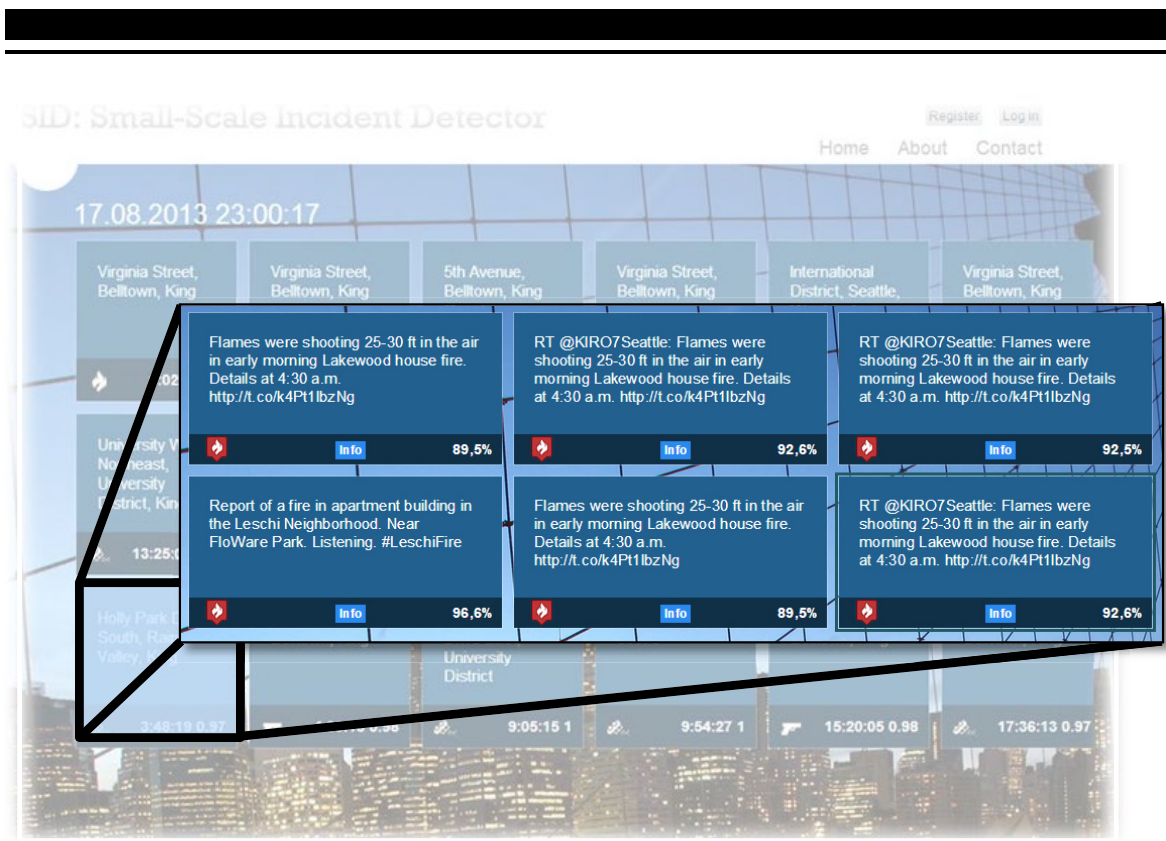 SID: Small-Scale Incident Detector
Register Log in
Home About Contact
17.08.2013 23:00:17
Virginia Street,
Belltown, King
Virginia Street,
Belltown, King
5th Avenue,
Belltown, King
Virginia Street,
Belltown, King
International
District, Seattle,
Virginia Street,
Belltown, King
Flames were shooting 25-30 ft in the air
in early morning Lakewood house fire.
Details at 4:30 a.m.
http://t.co/k4Pt1IbzNg
Info 89,5%
RT @KIRO7Seattle: Flames were
shooting 25-30 ft in the air in early
morning Lakewood house fire. Details
at 4:30 a.m. http://t.co/k4Pt1IbzNg
Info 92,6%
RT @KIRO7Seattle: Flames were
shooting 25-30 ft in the air in early
morning Lakewood house fire. Details
at 4:30 a.m. http://t.co/k4Pt1IbzNg
Info 92,5%
Report of a fire in apartment building in
the Leschi Neighborhood. Near
FloWare Park. Listening. #LeschiFire
Info 96,6%
Flames were shooting 25-30 ft in the air
in early morning Lakewood house fire.
Details at 4:30 a.m.
http://t.co/k4Pt1IbzNg
Info 89,5%
RT @KIRO7Seattle: Flames were
shooting 25-30 ft in the air in early
morning Lakewood house fire. Details
at 4:30 a.m. http://t.co/k4Pt1IbzNg
Info 92,6%
University
District
Holly Park
South,
Valley,
3:48:19 0.97
9:05:15 1
9:54:27 1
15:20:05 0.98
17:36:13 0.97